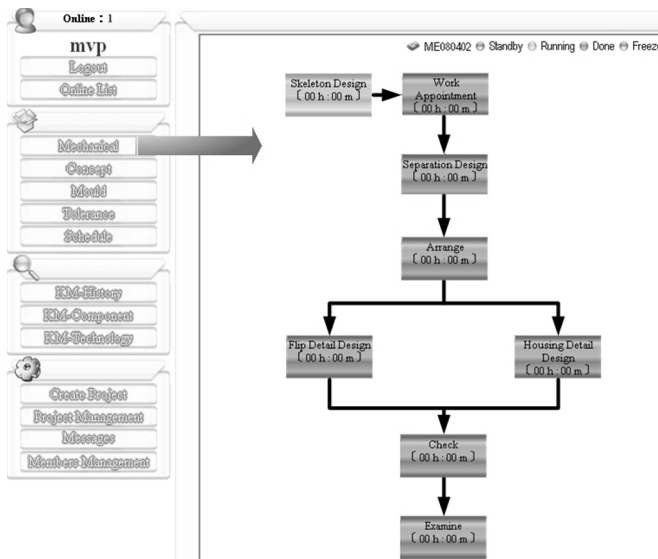 Online : 1
mvp
Logout
Online List
Mechanical
Concept
Mould
Tolerance
Schedule
KM-History
KM-Component
KM-Technology
Create Project
Project Management
Messages
Members Management
ME080402 Standby Running Done Freeze
Skeleton Design
[ 00 h : 00 m ]
Work
Appointment
[ 00 h : 00 m ]
Separation Design
[ 00 h : 00 m ]
Arrange
[ 00 h : 00 m ]
Flip Detail Design
[ 00 h : 00 m ]
Housing Detail
Design
[ 00 h : 00 m ]
Check
[ 00 h : 00 m ]
Examine
[ 00 h : 00 m ]